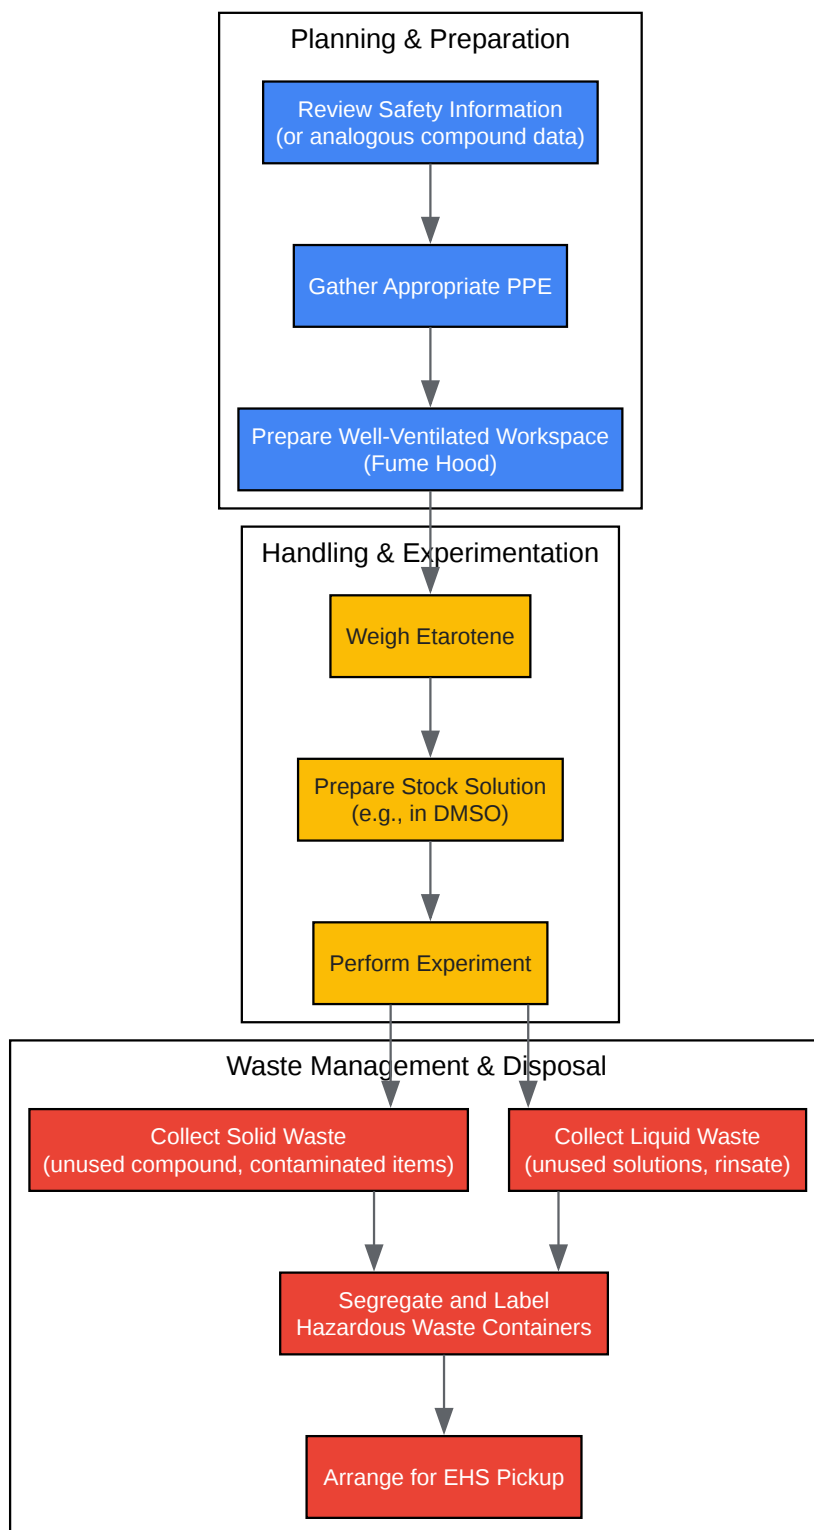 Planning & Preparation
Review Safety Information
(or analogous compound data)
Gather Appropriate PPE
Prepare Well-Ventilated Workspace
(Fume Hood)
Handling & Experimentation
Weigh Etarotene
Prepare Stock Solution
(e.g., in DMSO)
Perform Experiment
Waste Management & Disposal
Collect Solid Waste
(unused compound, contaminated items)
Collect Liquid Waste
(unused solutions, rinsate)
Segregate and Label
Hazardous Waste Containers
Arrange for EHS Pickup